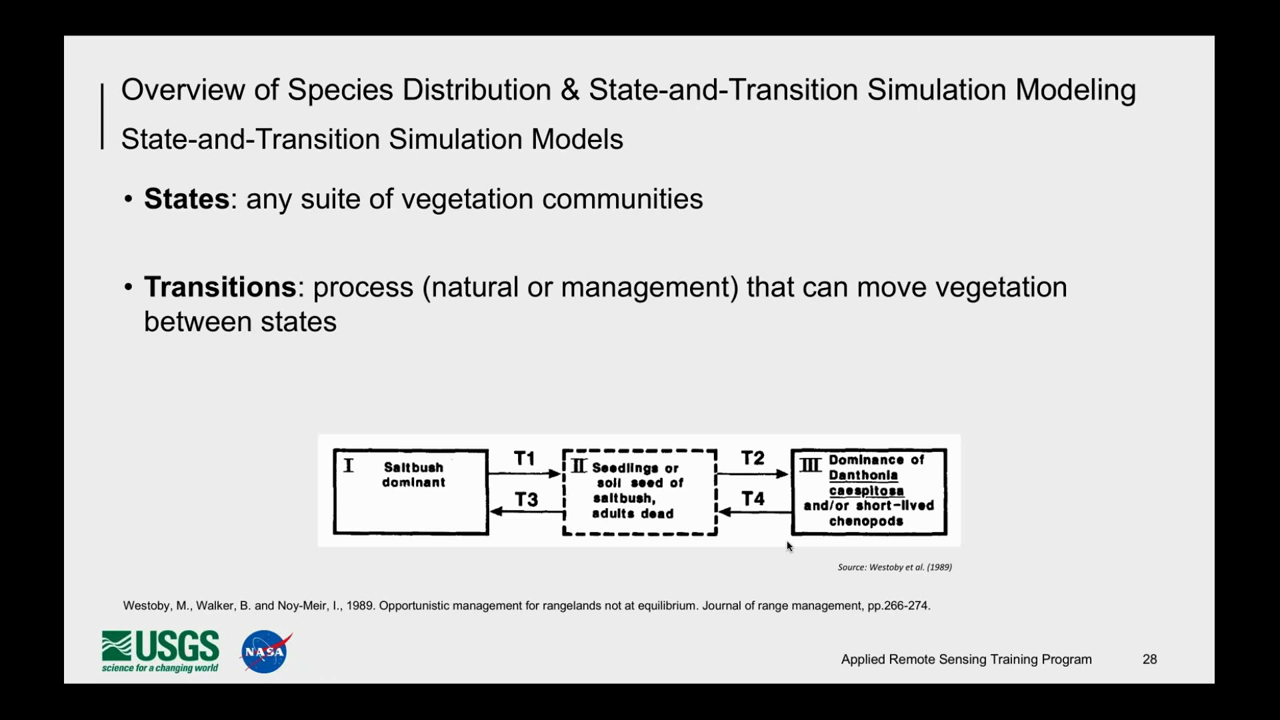 Overview of Species Distribution & State-and-Transition Simulation Modeling
State-and-Transition Simulation Models
• States: any suite of vegetation communities
• Transitions: process (natural or management) that can move vegetation
between states
I Saltbush
dominant
T1
T3
II Seedlings or
soil seed of
saltbush,
adults dead
T2
T4
III Dominance of
Danthonia
caespitosa
and/or short-lived
chenopods
Source: Westoby et al. (1989)
Westoby, M., Walker, B. and Noy-Meir, I., 1989. Opportunistic management for rangelands not at equilibrium. Journal of range management, pp.266-274.
USGS
science for a changing world
NASA
Applied Remote Sensing Training Program 28